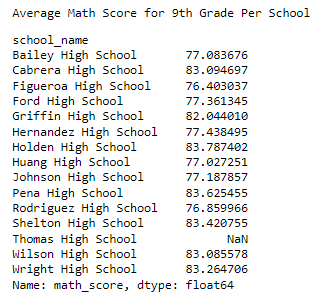 Average Math Score for 9th Grade Per School
school_name
Bailey High School 77.083676
Cabrera High School 83.094697
Figueroa High School 76.403037
Ford High School 77.361345
Griffin High School 82.044010
Hernandez High School 77.438495
Holden High School 83.787402
Huang High School 77.027251
Johnson High School 77.187857
Pena High School 83.625455
Rodriguez High School 76.859966
Shelton High School 83.420755
Thomas High School NaN
Wilson High School 83.085578
Wright High School 83.264706
Name: math_score, dtype: float64